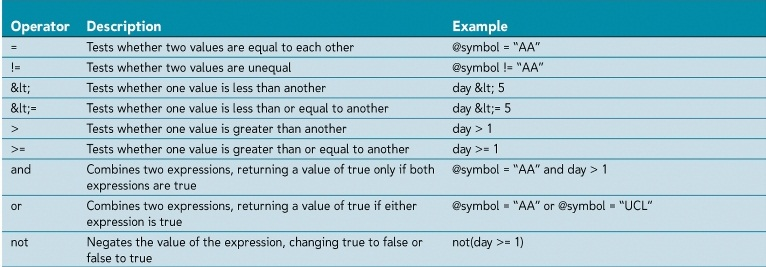 Operator Description Example
= Tests whether two values are equal to each other @symbol = “AA”
!= Tests whether two values are unequal @symbol != “AA”
&lt; Tests whether one value is less than another day &lt; 5
&lt;= Tests whether one value is less than or equal to another day &lt;= 5
> Tests whether one value is greater than another day > 1
>= Tests whether one value is greater than or equal to another day >= 1
and Combines two expressions, returning a value of true only if both @symbol = “AA” and day > 1
expressions are true
or Combines two expressions, returning a value of true if either @symbol = “AA” or @symbol = “UCL”
expression is true
not Negates the value of the expression, changing true to false or not(day >= 1)
false to true